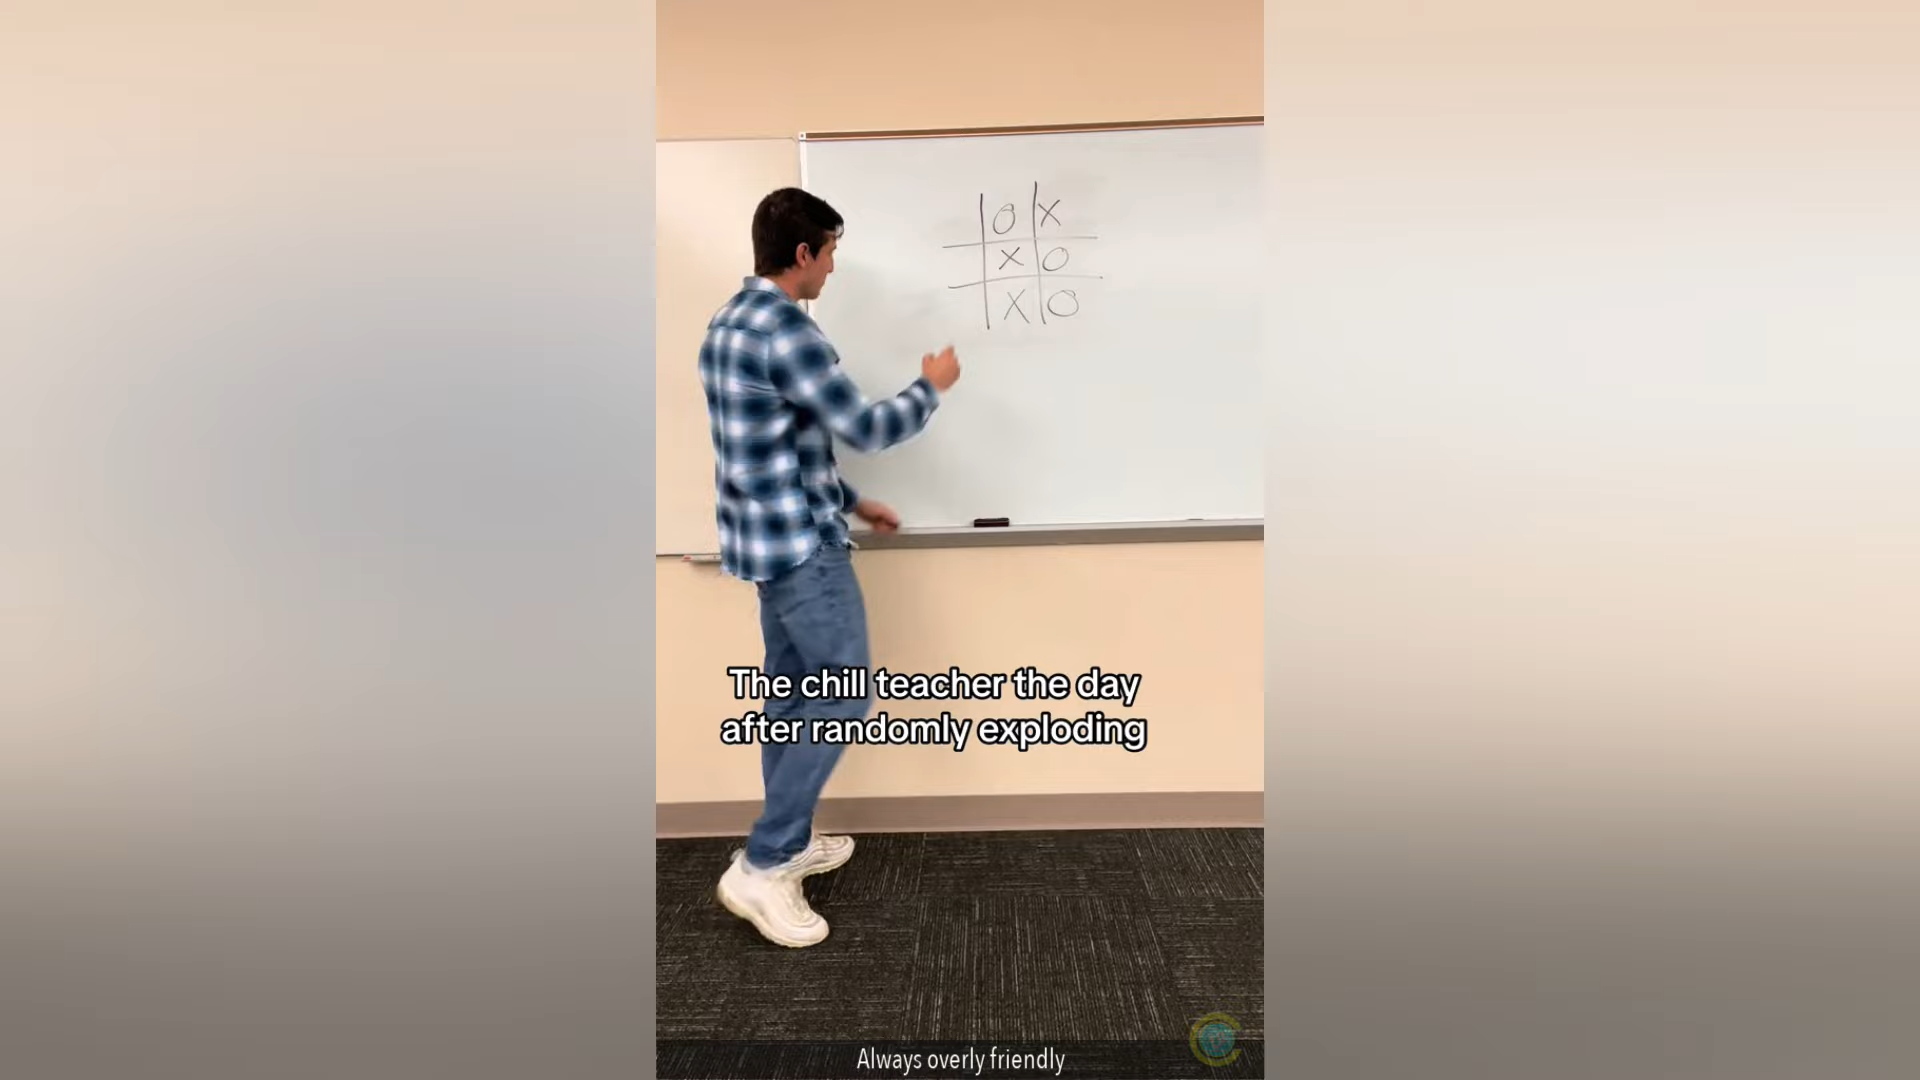 O X
X O
X O
The chill teacher the day
after randomly exploding
Always overly friendly